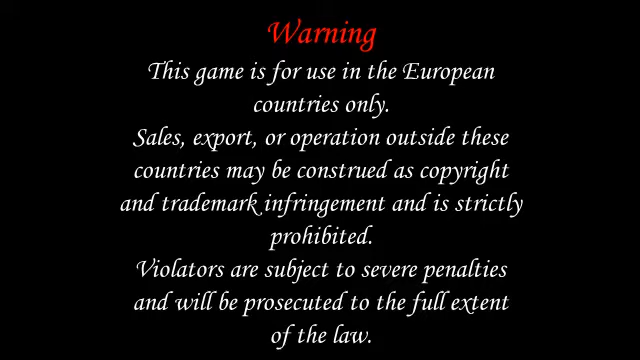 Warning
This game is for use in the European
countries only.
Sales, export, or operation outside these
countries may be construed as copyright
and trademark infringement and is strictly
prohibited.
Violators are subject to severe penalties
and will be prosecuted to the full extent
of the law.